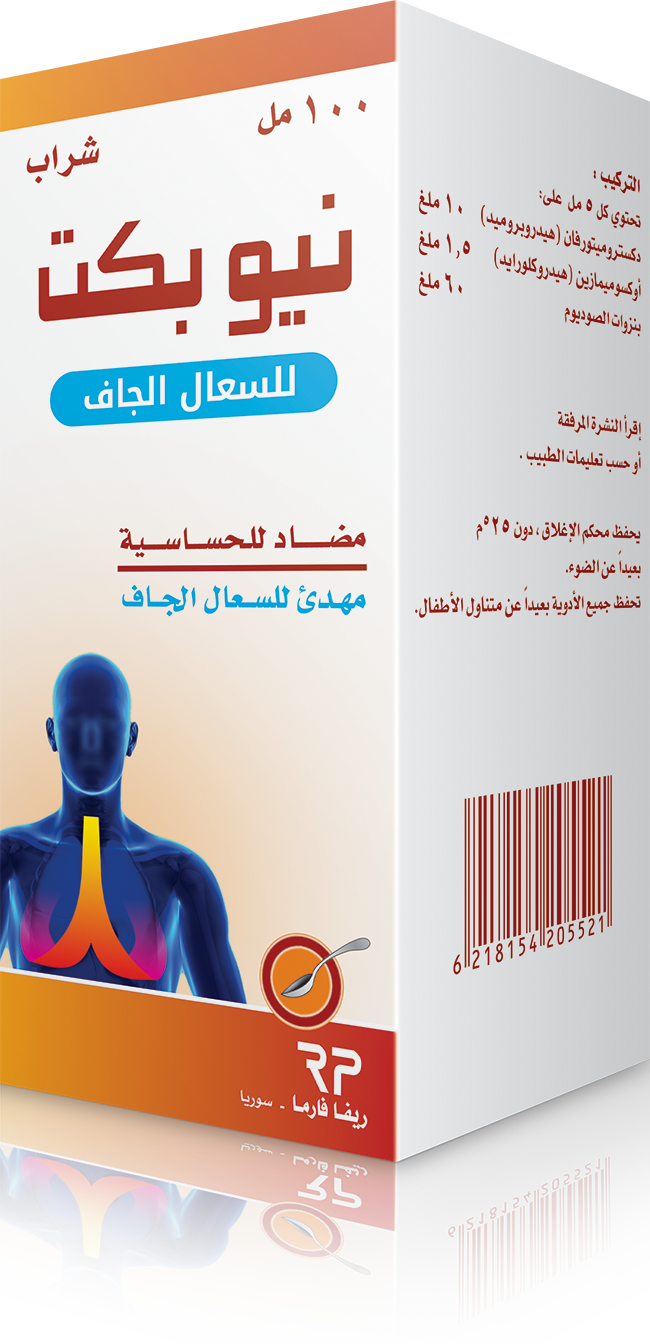 ١٠٠ مل
شراب
نيوبكت
للسعال الجاف
مضاد للحساسية
مهدئ للسعال الجاف
RP
ريفا فارما - سوريا
التركيب :
تحتوي كل ٥ مل على:
دكستروميتورفان (هيدروبروميد) ١٠ ملغ
أوكسوميمازين (هيدروكلورايد) ١,٥ ملغ
بنزوات الصوديوم ٦٠ ملغ
إقرأ النشرة المرفقة
أو حسب تعليمات الطبيب .
يحفظ محكم الإغلاق ، دون ٢٥°م
بعيداً عن الضوء.
تحفظ جميع الأدوية بعيداً عن متناول الأطفال.
6 218154 205521